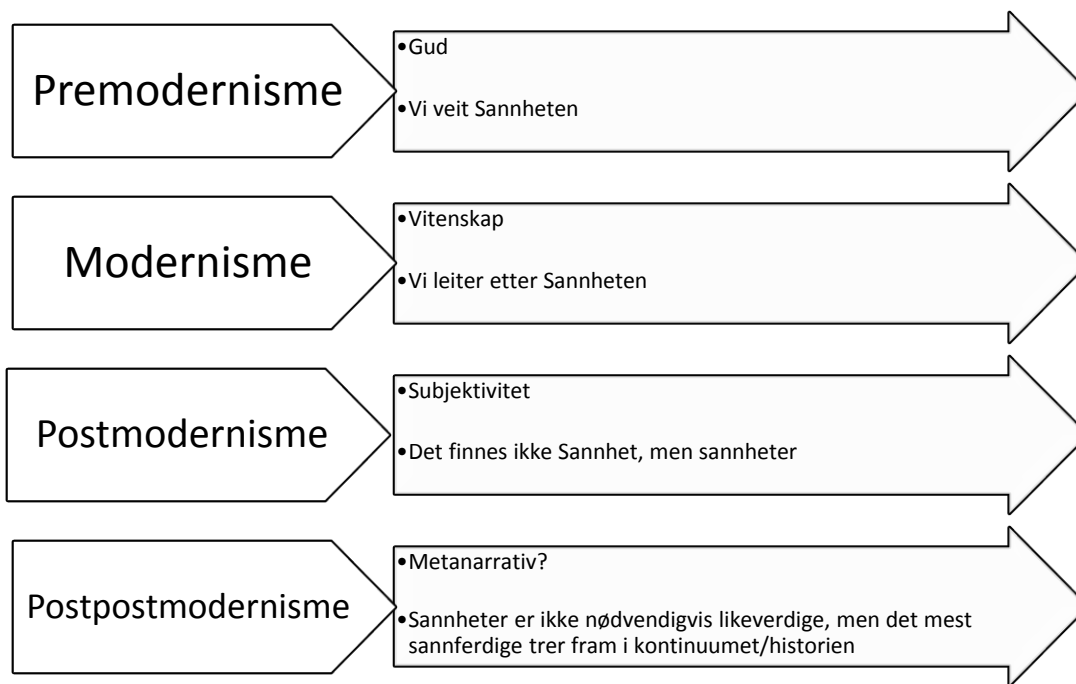 Premodernisme
•Gud
•Vi veit Sannheten
Modernisme
•Vitenskap
•Vi leiter etter Sannheten
Postmodernisme
•Subjektivitet
•Det finnes ikke Sannhet, men sannheter
Postpostmodernisme
•Metanarrativ?
•Sannheter er ikke nødvendigvis likeverdige, men det mest
sannferdige trer fram i kontinuumet/historien